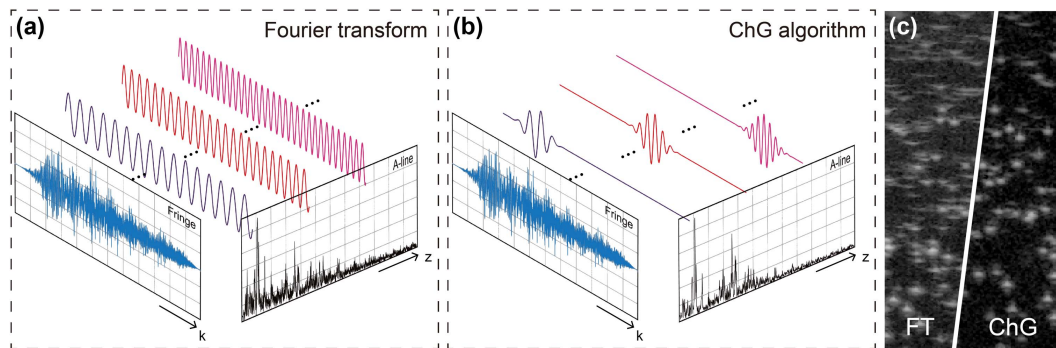 (a)
Fourier transform
Fringe
k
A-line
z
(b)
ChG algorithm
Fringe
k
A-line
z
(c)
FT
ChG